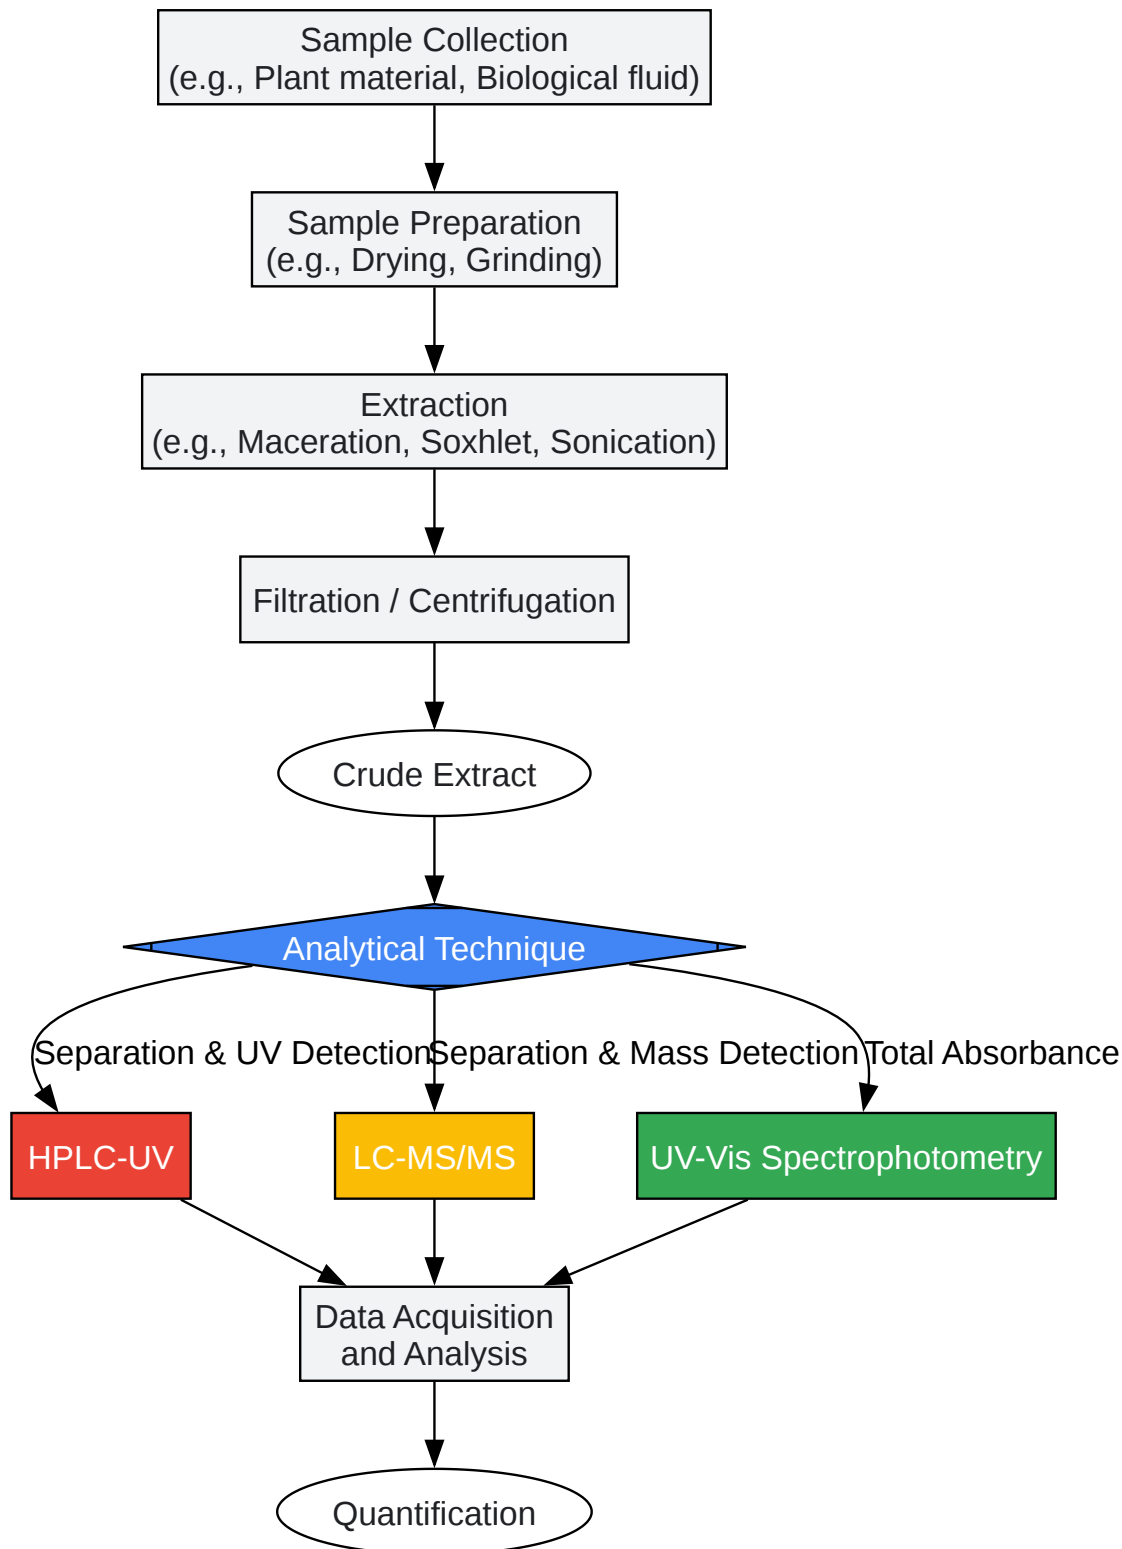 Sample Collection
(e.g., Plant material, Biological fluid)
Sample Preparation
(e.g., Drying, Grinding)
Extraction
(e.g., Maceration, Soxhlet, Sonication)
Filtration / Centrifugation
Crude Extract
Analytical Technique
Separation & UV Detection
Separation & Mass Detection
Total Absorbance
HPLC-UV
LC-MS/MS
UV-Vis Spectrophotometry
Data Acquisition
and Analysis
Quantification